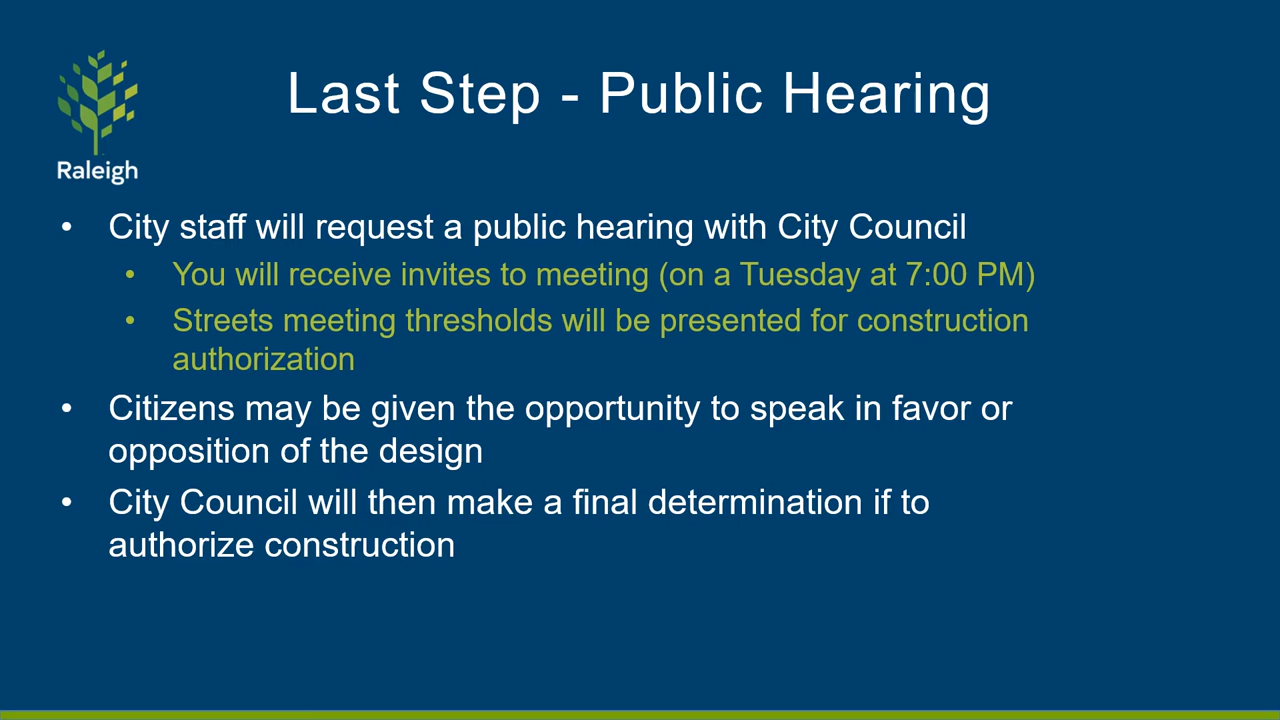 Raleigh
Last Step - Public Hearing
• City staff will request a public hearing with City Council
• You will receive invites to meeting (on a Tuesday at 7:00 PM)
• Streets meeting thresholds will be presented for construction
authorization
• Citizens may be given the opportunity to speak in favor or
opposition of the design
• City Council will then make a final determination if to
authorize construction